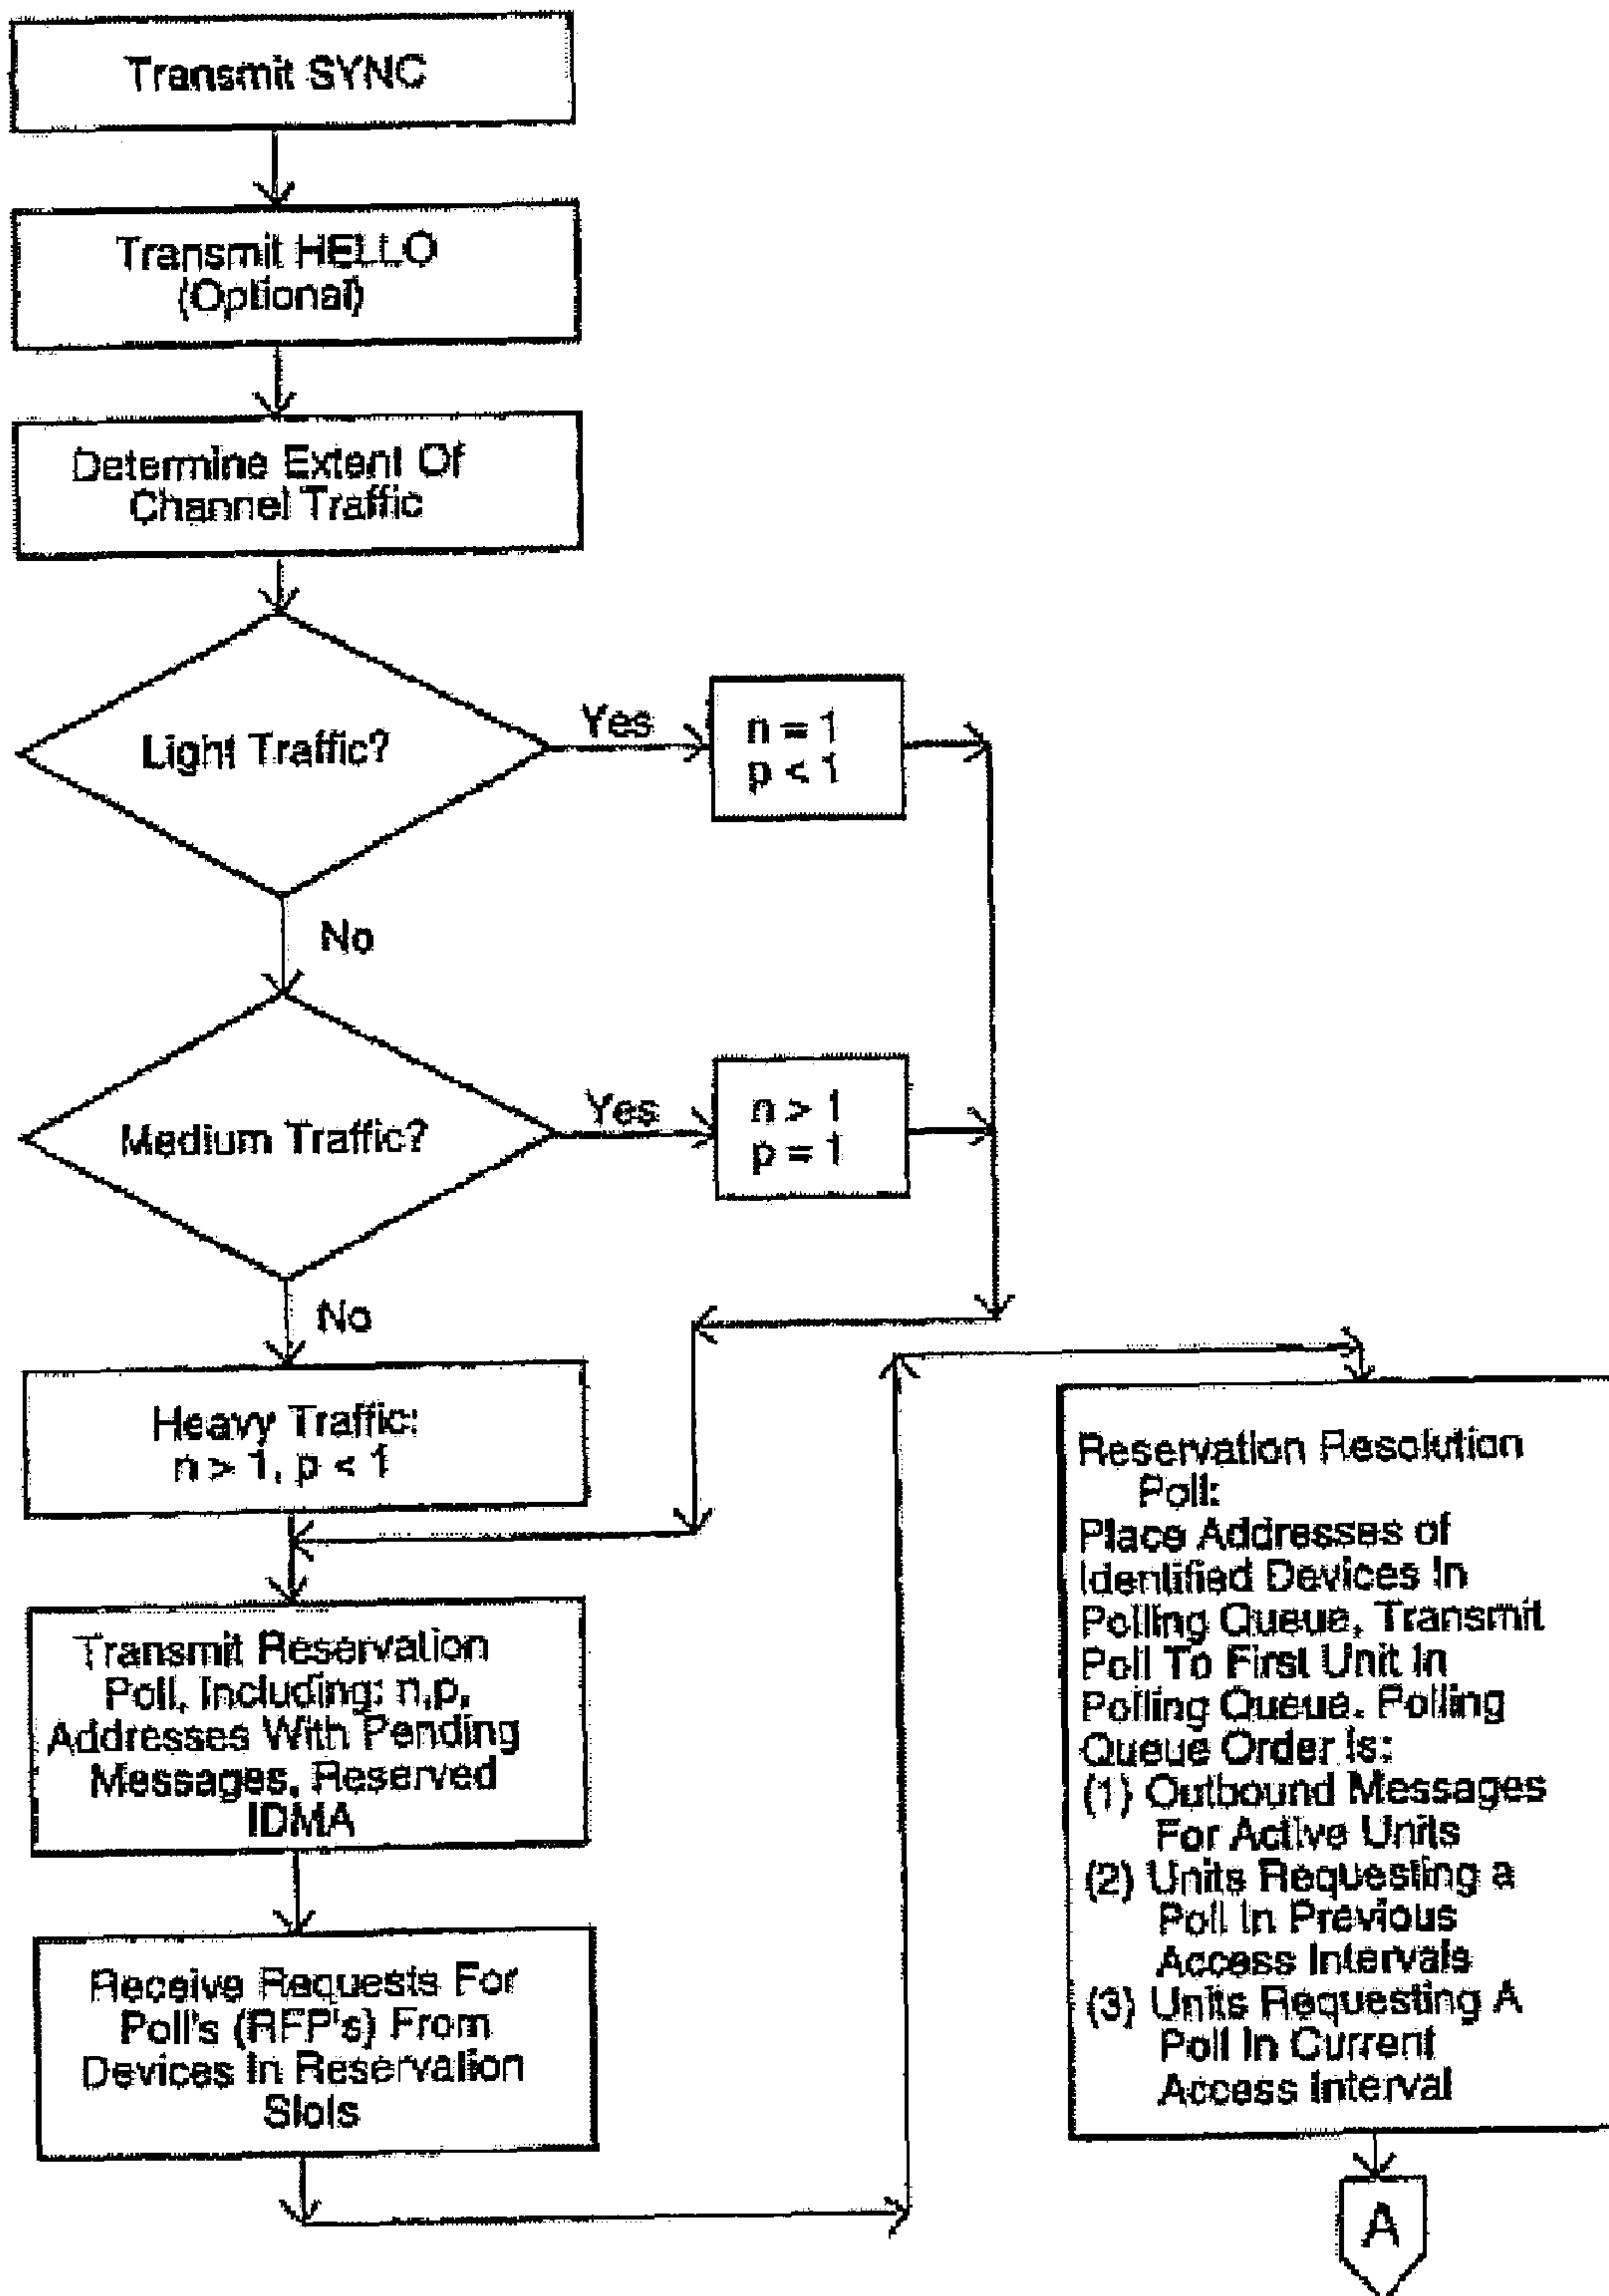 Transmit SYNC
Transmit HELLO
(Optional)
Determine Extent Of
Channel Traffic
Light Traffic?
Yes
n = 1
p < 1
No
Medium Traffic?
Yes
n > 1
p = 1
No
Heavy Traffic:
n > 1, p < 1
Transmit Reservation
Poll, Including: n,p,
Addresses With Pending
Messages, Reserved
IDMA
Receive Requests For
Poll's (RFP's) From
Devices In Reservation
Slots
Reservation Resolution
Poll:
Place Addresses of
Identified Devices In
Polling Queue, Transmit
Poll To First Unit In
Polling Queue. Polling
Queue Order Is:
(1) Outbound Messages
For Active Units
(2) Units Requesting a
Poll In Previous
Access Intervals
(3) Units Requesting A
Poll In Current
Access Interval
A